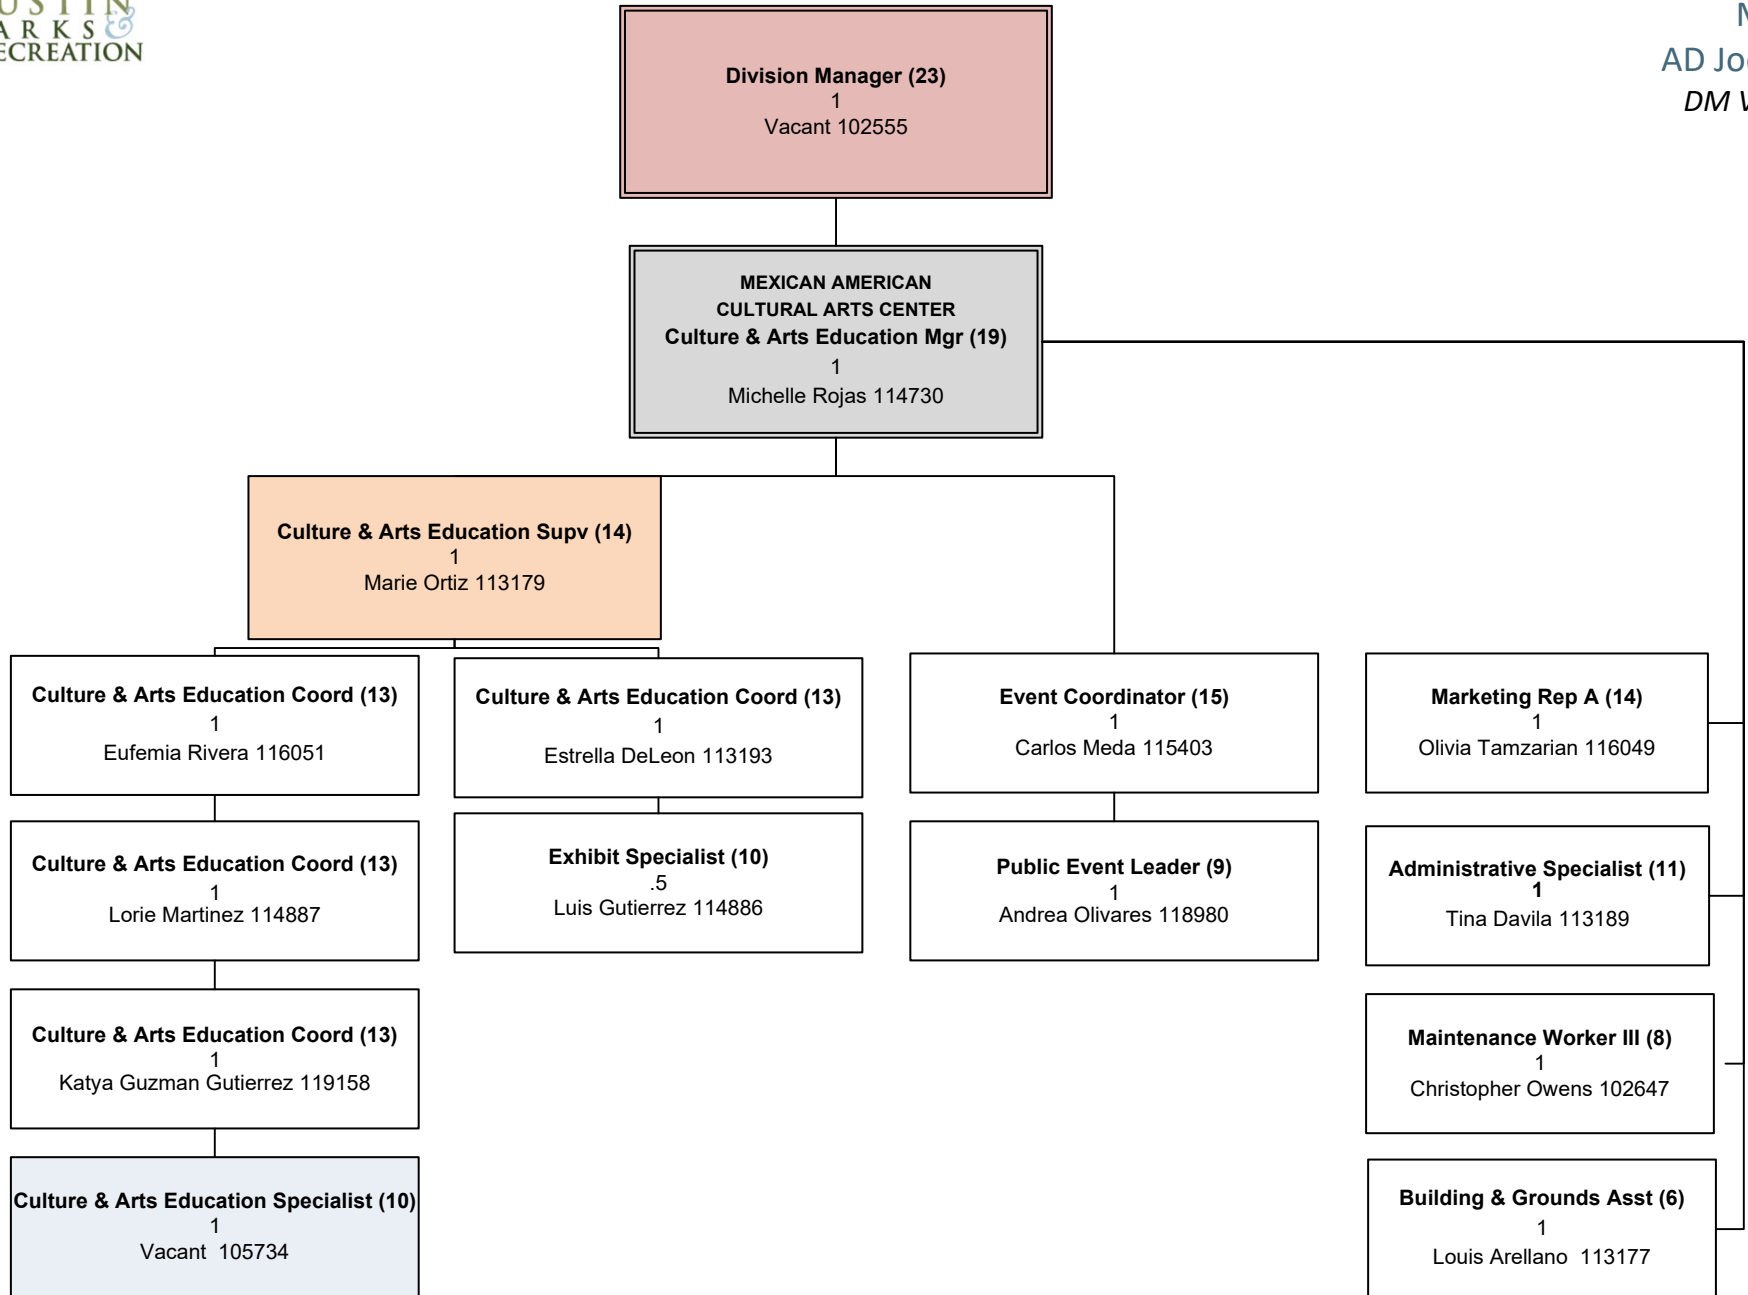 RECREATION
AD
DM
Division Manager (23)
1
Vacant 102555
MEXICAN AMERICAN
CULTURAL ARTS CENTER
Culture & Arts Education Mgr (19)
1
Michelle Rojas 114730
Culture & Arts Education Supv (14)
1
Marie Ortiz 113179
Culture & Arts Education Coord (13)
1
Eufemia Rivera 116051
Culture & Arts Education Coord (13)
1
Estrella DeLeon 113193
Event Coordinator (15)
1
Carlos Meda 115403
Marketing Rep A (14)
1
Olivia Tamzarian 116049
Culture & Arts Education Coord (13)
1
Lorie Martinez 114887
Exhibit Specialist (10)
.5
Luis Gutierrez 114886
Public Event Leader (9)
1
Andrea Olivares 118980
Administrative Specialist (11)
1
Tina Davila 113189
Culture & Arts Education Coord (13)
1
Katya Guzman Gutierrez 119158
Maintenance Worker III (8)
1
Christopher Owens 102647
Culture & Arts Education Specialist (10)
1
Vacant 105734
Building & Grounds Asst (6)
1
Louis Arellano 113177